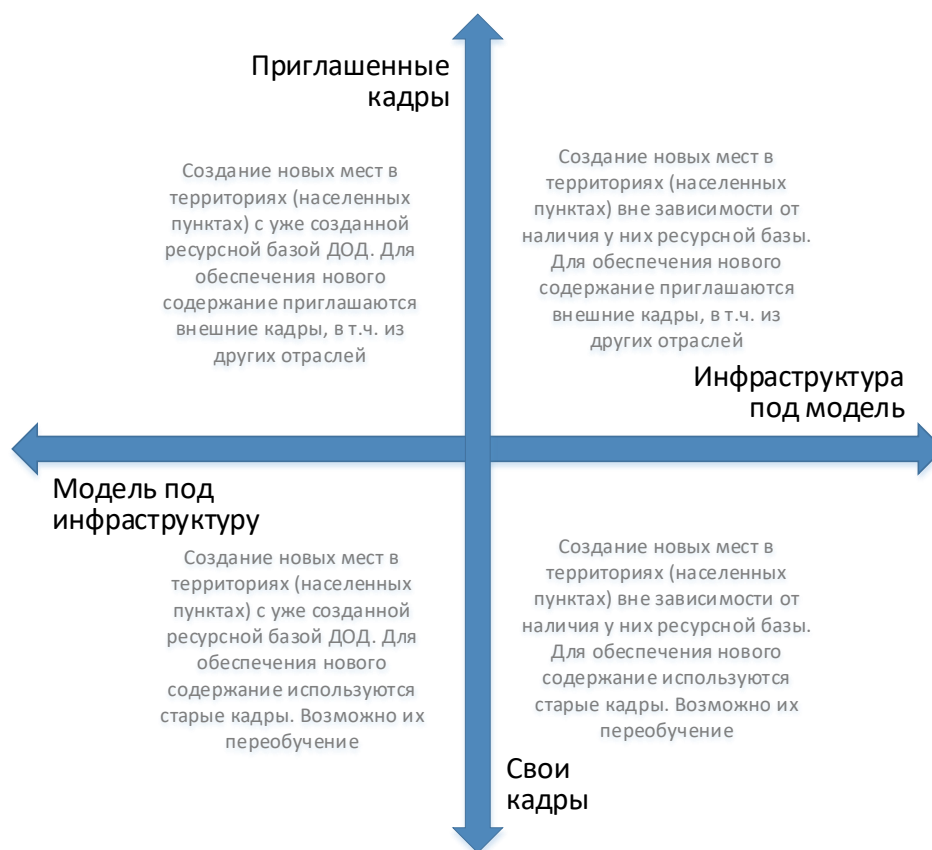 Приглашенные
кадры
Создание новых мест в
территориях (населенных
пунктах) с уже созданной
ресурсной базой ДОД. Для
обеспечения нового
содержание приглашаются
внешние кадры, в т.ч. из
других отраслей
Создание новых мест в
территориях (населенных
пунктах) вне зависимости от
наличия у них ресурсной базы.
Для обеспечения нового
содержание приглашаются
внешние кадры, в т.ч. из
других отраслей
Инфраструктура
под модель
Модель под
инфраструктуру
Создание новых мест в
территориях (населенных
пунктах) с уже созданной
ресурсной базой ДОД. Для
обеспечения нового
содержание используются
старые кадры. Возможно их
переобучение
Создание новых мест в
территориях (населенных
пунктах) вне зависимости от
наличия у них ресурсной базы.
Для обеспечения нового
содержание используются
старые кадры. Возможно их
переобучение
Свои
кадры